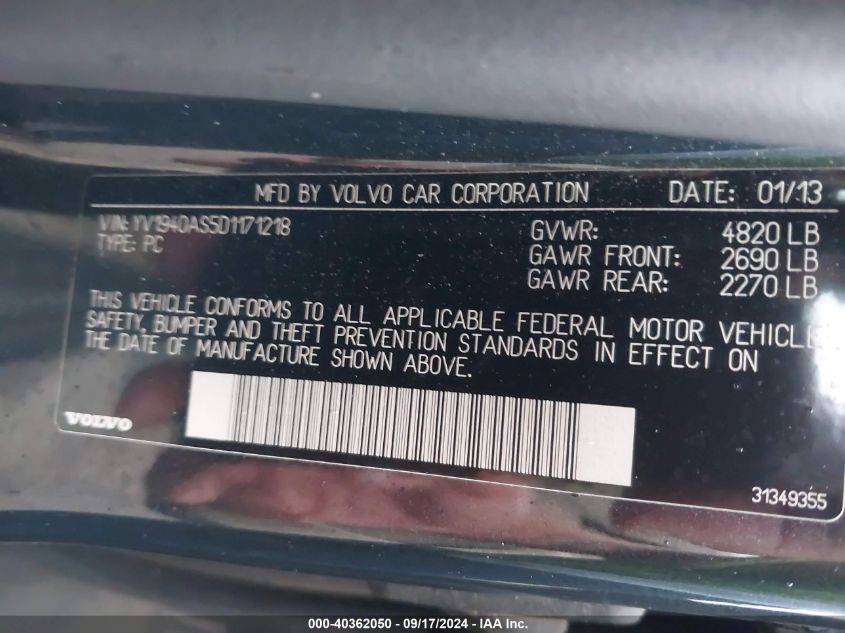 MFD BY VOLVO CAR CORPORATION DATE: 01/13
VIN: YV1940AS5D1171218
TYPE: PC
GVWR: 4820 LB
GAWR FRONT: 2690 LB
GAWR REAR: 2270 LB
THIS VEHICLE CONFORMS TO ALL APPLICABLE FEDERAL MOTOR VEHICLE
SAFETY, BUMPER AND THEFT PREVENTION STANDARDS IN EFFECT ON
THE DATE OF MANUFACTURE SHOWN ABOVE.
VOLVO
31349355
000-40362050 - 09/17/2024 - IAA Inc.